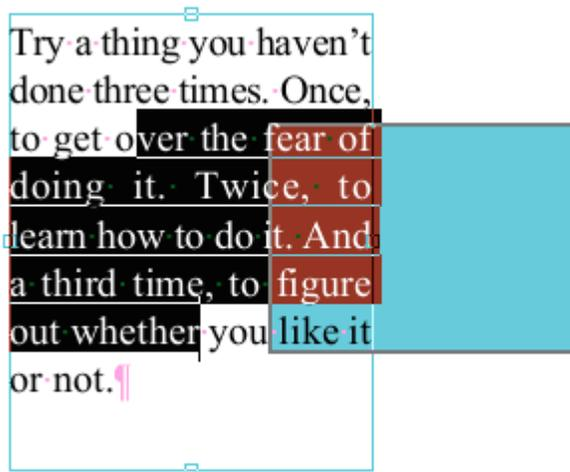 Try a thing you haven't
done three times. Once,
to get over the fear of
doing it. Twice, to
learn how to do it. And
a third time, to figure
out whether you like it
or not.¶